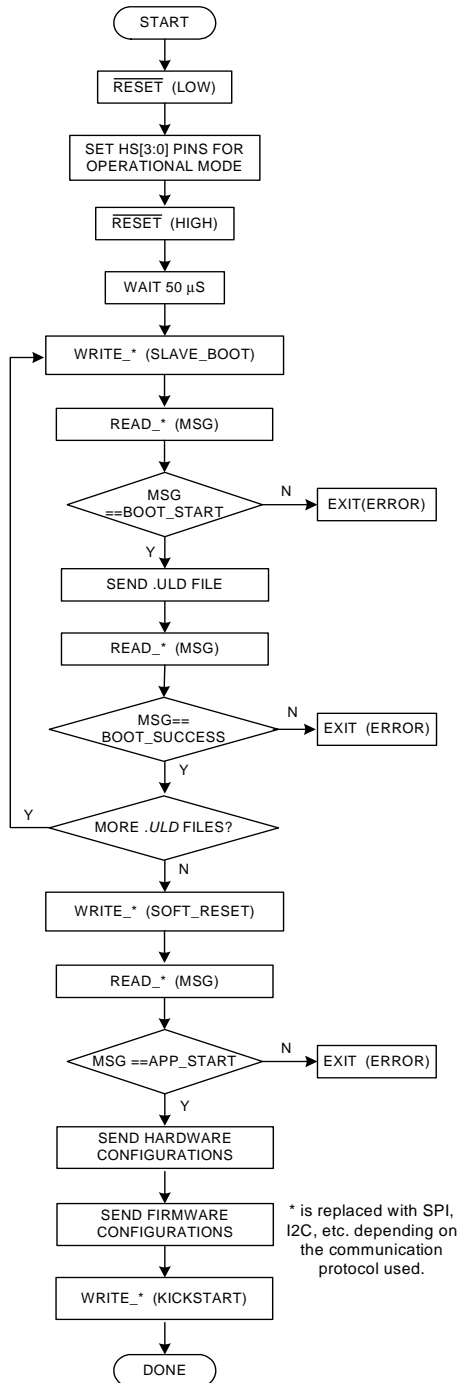 START
RESET (LOW)
SET HS[3:0] PINS FOR
OPERATIONAL MODE
RESET (HIGH)
WAIT 50 µS
WRITE_* (SLAVE_BOOT)
READ_* (MSG)
MSG
==BOOT_START
N
EXIT(ERROR)
Y
SEND .ULD FILE
READ_* (MSG)
MSG==
BOOT_SUCCESS
N
EXIT (ERROR)
Y
Y
MORE .ULD FILES?
N
WRITE_* (SOFT_RESET)
READ_* (MSG)
MSG ==APP_START
N
EXIT (ERROR)
Y
SEND HARDWARE
CONFIGURATIONS
SEND FIRMWARE
CONFIGURATIONS
* is replaced with SPI,
I2C, etc. depending on
the communication
protocol used.
WRITE_* (KICKSTART)
DONE